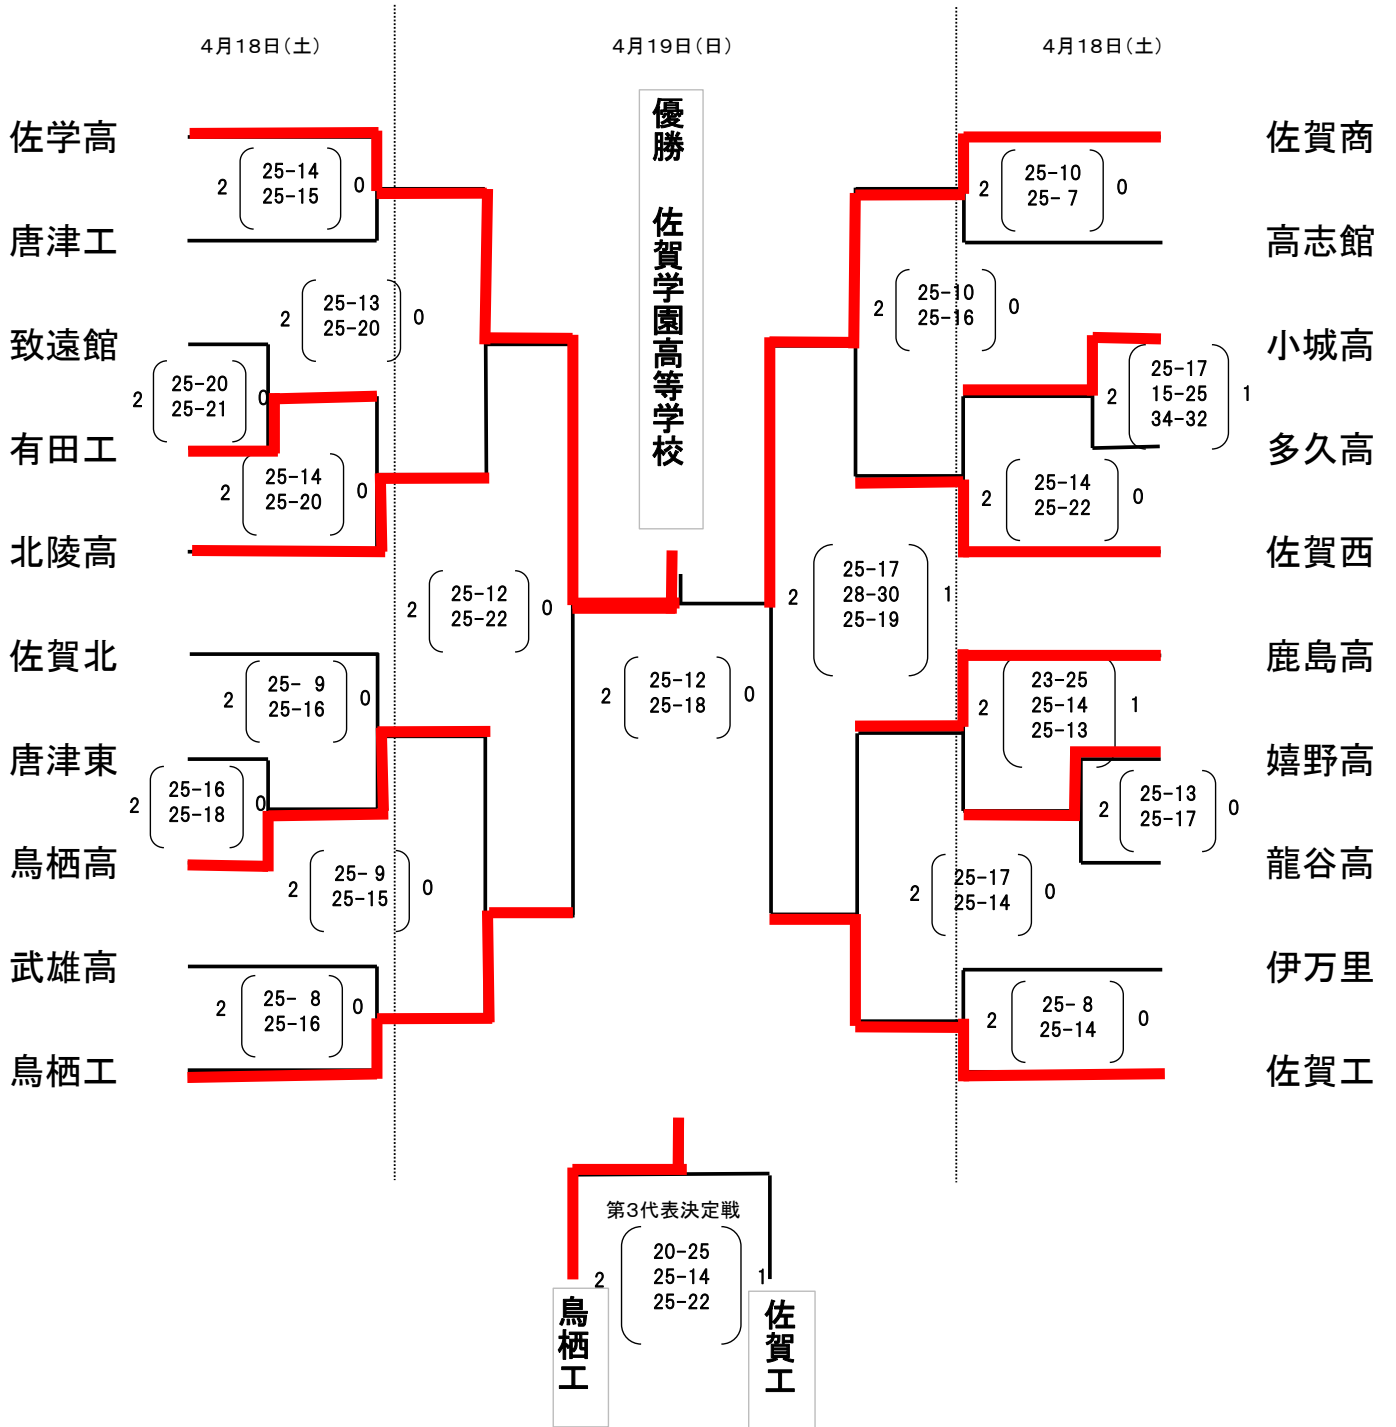 4月18日(土)
4月19日(日)
4月18日(土)
優勝 佐賀学園高等学校
佐学高
唐津工
致遠館
有田工
北陵高
佐賀北
唐津東
鳥栖高
武雄高
鳥栖工
佐賀商
高志館
小城高
多久高
佐賀西
鹿島高
嬉野高
龍谷高
伊万里
佐賀工
2 25-14 0
25-15
2 25-13 0
25-20
2 25-20 0
25-21
2 25-14 0
25-20
2 25-12 0
25-22
2 25- 9 0
25-16
2 25-16 0
25-18
2 25- 9 0
25-15
2 25- 8 0
25-16
2 25-12 0
25-18
2 25-10 0
25- 7
2 25-10 0
25-16
2 25-17 1
15-25
34-32
2 25-14 0
25-22
2 25-17 1
28-30
25-19
2 23-25 1
25-14
25-13
2 25-13 0
25-17
2 25-17 0
25-14
2 25- 8 0
25-14
第3代表決定戦
2 20-25 1
25-14
25-22
鳥栖工
佐賀工